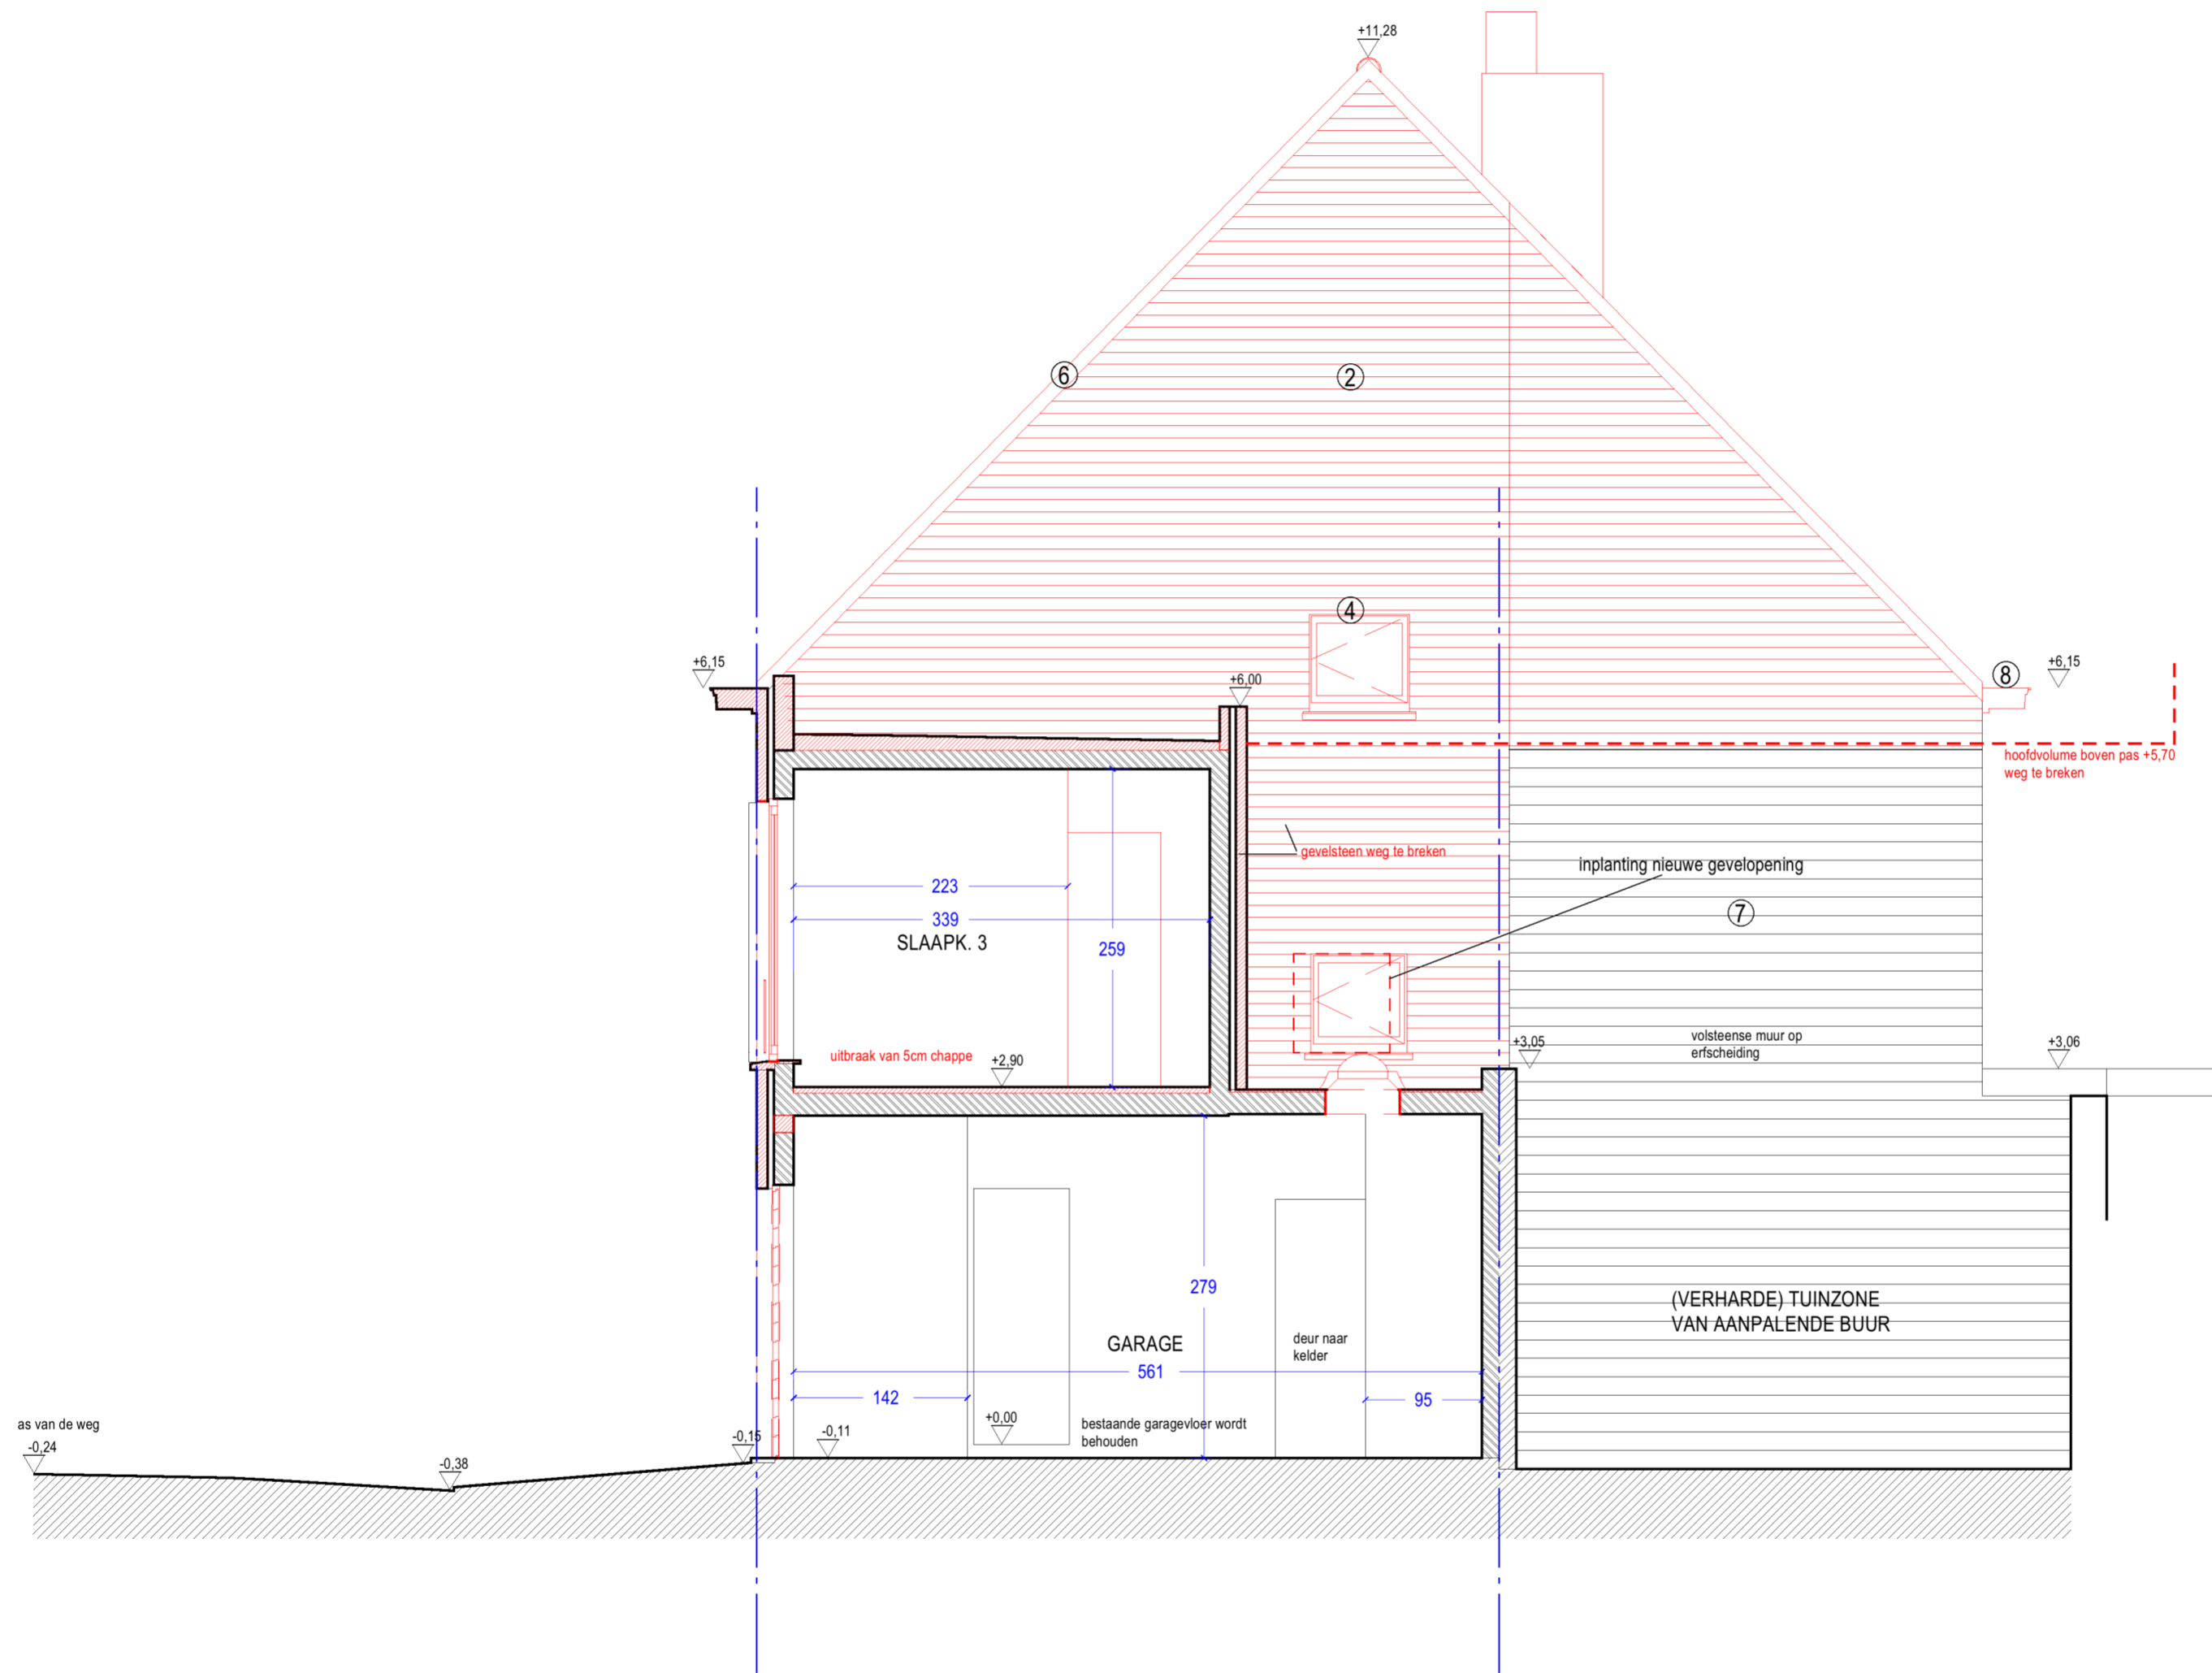 +11,28
6
2
4
+6,15
+6,00
8
+6,15
hoofdvolume boven pas +5,70
weg te breken
gevelsteen weg te breken
inplanting nieuwe gevelopening
223
7
339
SLAAPK. 3
259
uitbraak van 5cm chappe
+2,90
+3,05
volsteense muur op
erfscheiding
+3,06
279
(VERHARDE) TUINZONE
VAN AANPALENDE BUUR
GARAGE
deur naar
kelder
561
142
95
as van de weg
-0,24
-0,38
-0,15
-0,11
+0,00
bestaande garagevloer wordt
behouden